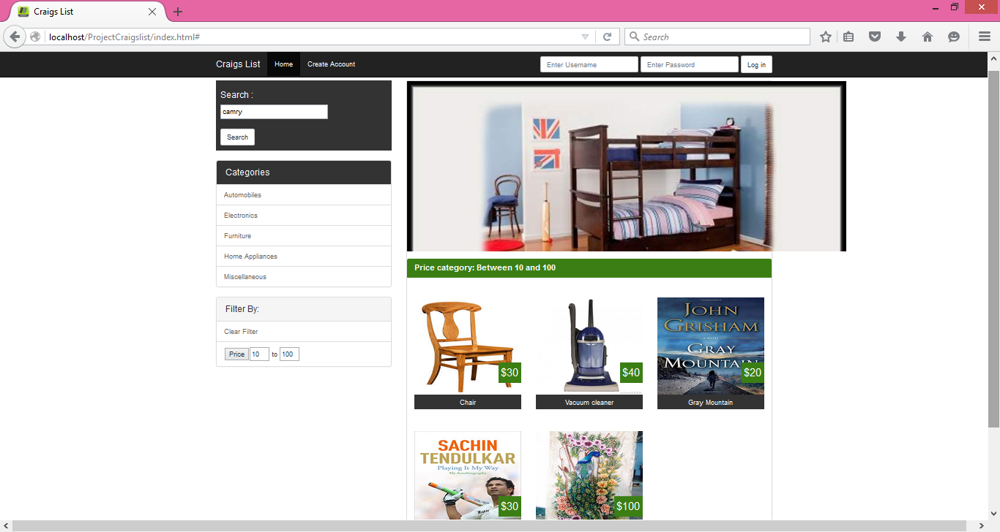 Craigs List
localhost/ProjectCraigslist/index.html#
Search
Craigs List Home Create Account Enter Username Enter Password Log in
Search :
camry
Search
Categories
Automobiles
Electronics
Furniture
Home Appliances
Miscellaneous
Filter By:
Clear Filter
Price 10 to 100
Price category: Between 10 and 100
$30
Chair
$40
Vacuum cleaner
JOHN
GRISHAM
GRAY
MOUNTAIN
$20
Gray Mountain
SACHIN
TENDULKAR
Playing It My Way
My Autobiography
$30
$100